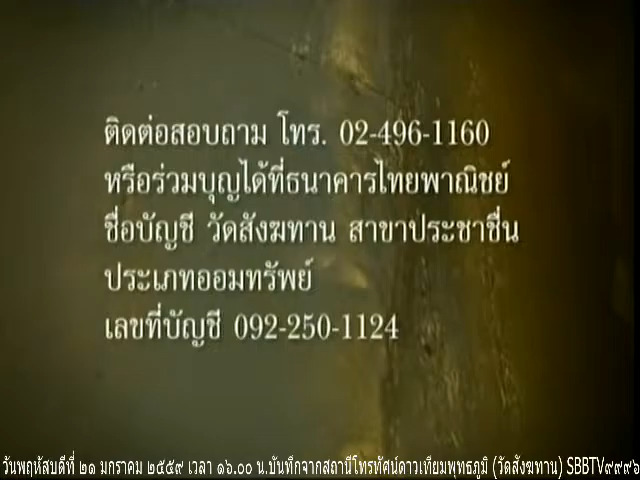 ติดต่อสอบถาม โทร. 02-496-1160
หรือร่วมบุญได้ที่ธนาคารไทยพาณิชย์
ชื่อบัญชี วัดสังฆทาน สาขาประชาชื่น
ประเภทออมทรัพย์
เลขที่บัญชี 092-250-1124
วันพฤหัสบดีที่ ๒๑ มกราคม ๒๕๕๙ เวลา ๑๖.๐๐ น.บันทึกจากสถานีโทรทัศน์ดาวเทียมพุทธภูมิ (วัดสังฆทาน) SBBTV๙๙๙๖